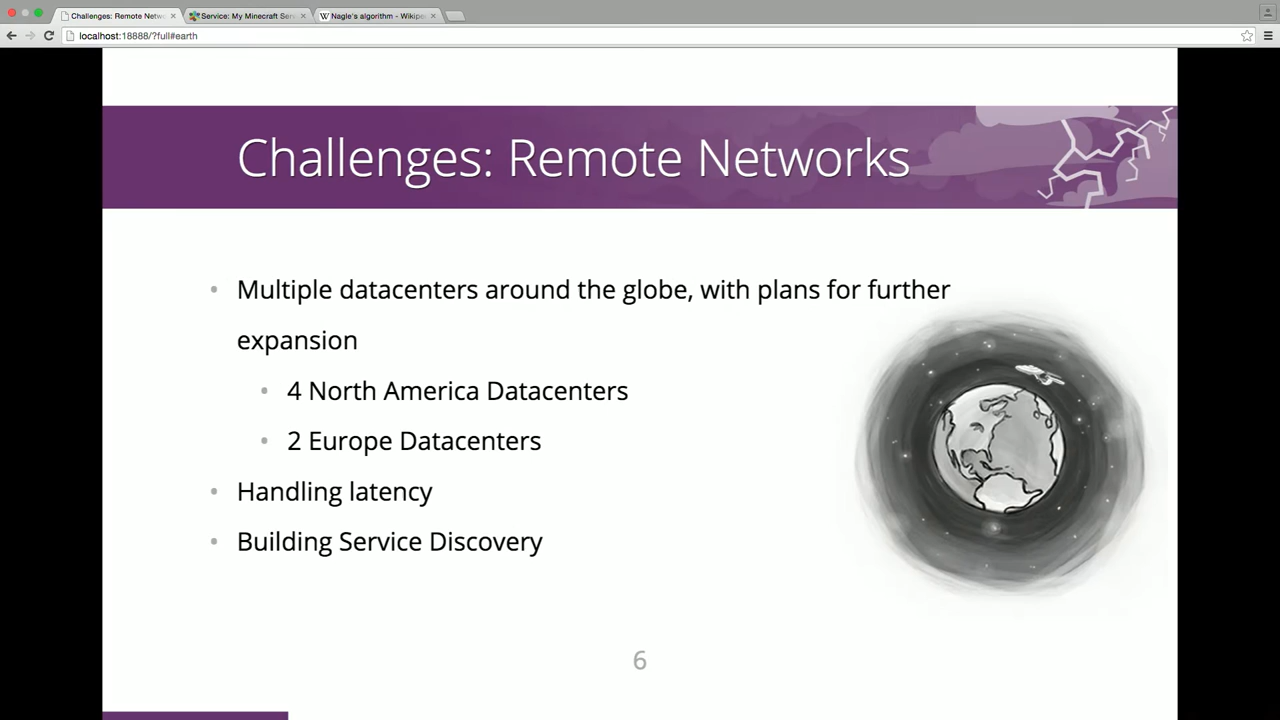 Challenges: Remote Netwo
Service: My Minecraft Ser
W Nagle's algorithm - Wikipe
localhost:18888/?full#earth
Challenges: Remote Networks
Multiple datacenters around the globe, with plans for further
expansion
4 North America Datacenters
2 Europe Datacenters
Handling latency
Building Service Discovery
6